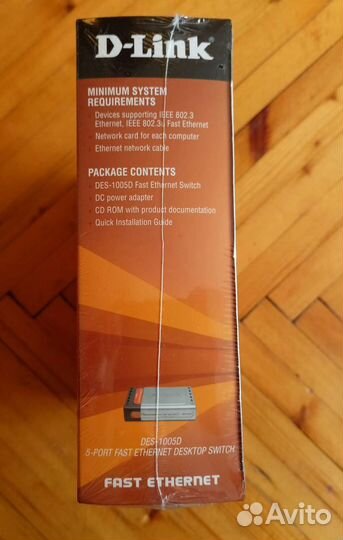 D-Link
MINIMUM SYSTEM
REQUIREMENTS
Devices supporting IEEE 802.3
Ethernet, IEEE 802.3u Fast Ethernet
Network card for each computer
Ethernet network cable
PACKAGE CONTENTS
DES-1005D Fast Ethernet Switch
DC power adapter
CD ROM with product documentation
Quick Installation Guide
DES-1005D
5-PORT FAST ETHERNET DESKTOP SWITCH
FAST ETHERNET
Avito